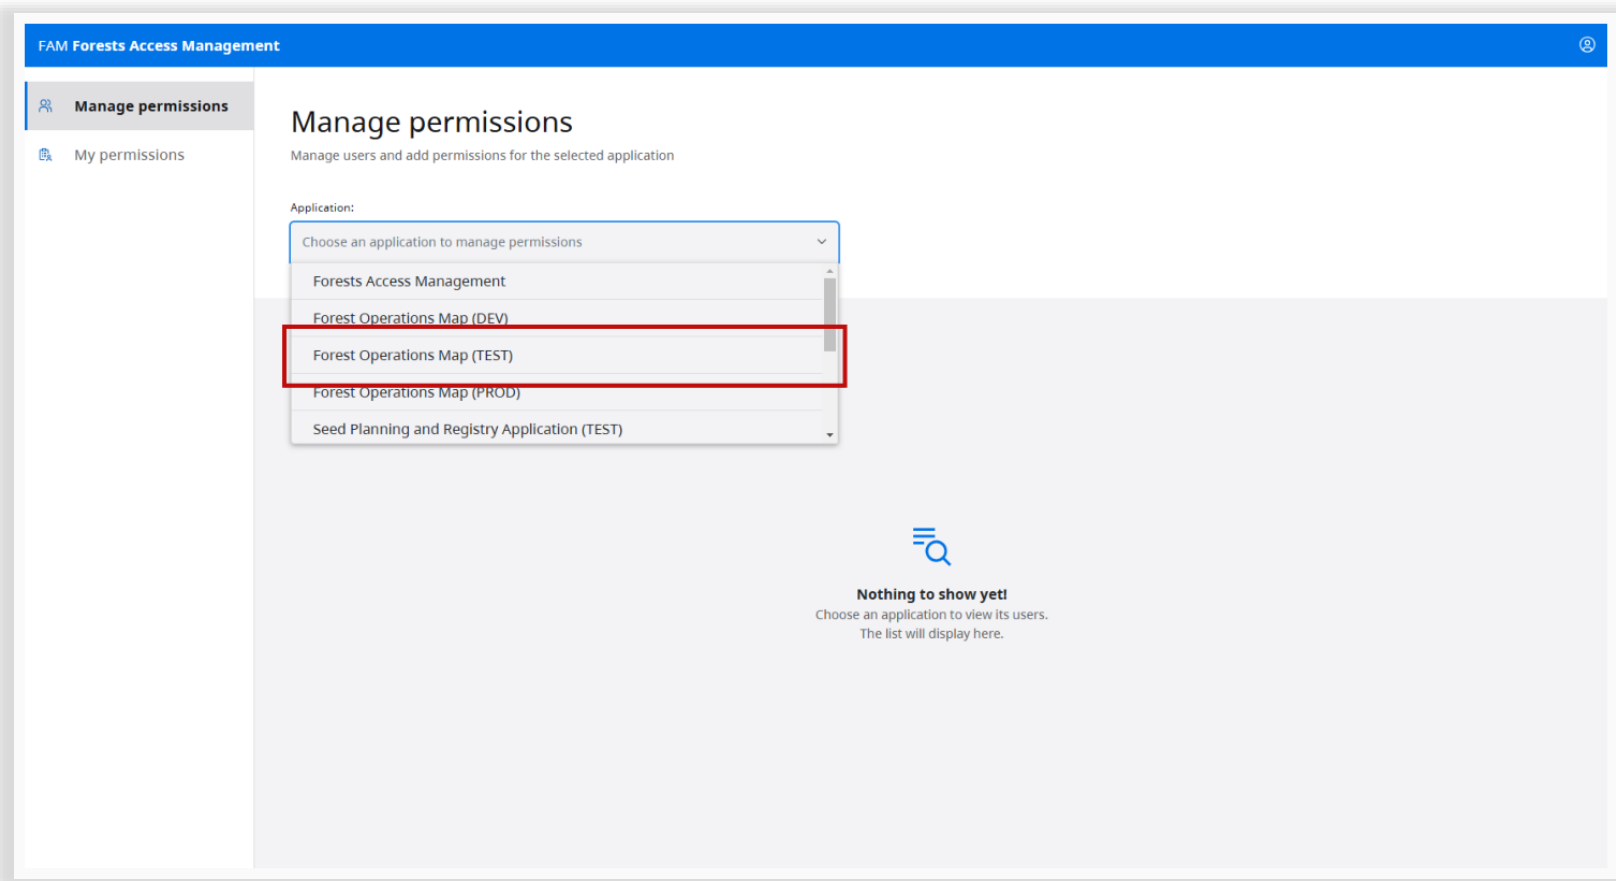 FAM Forests Access Management
Manage permissions
My permissions
Manage permissions
Manage users and add permissions for the selected application
Application:
Choose an application to manage permissions
Forests Access Management
Forest Operations Map (DEV)
Forest Operations Map (TEST)
Forest Operations Map (PROD)
Seed Planning and Registry Application (TEST)
Nothing to show yet!
Choose an application to view its users.
The list will display here.